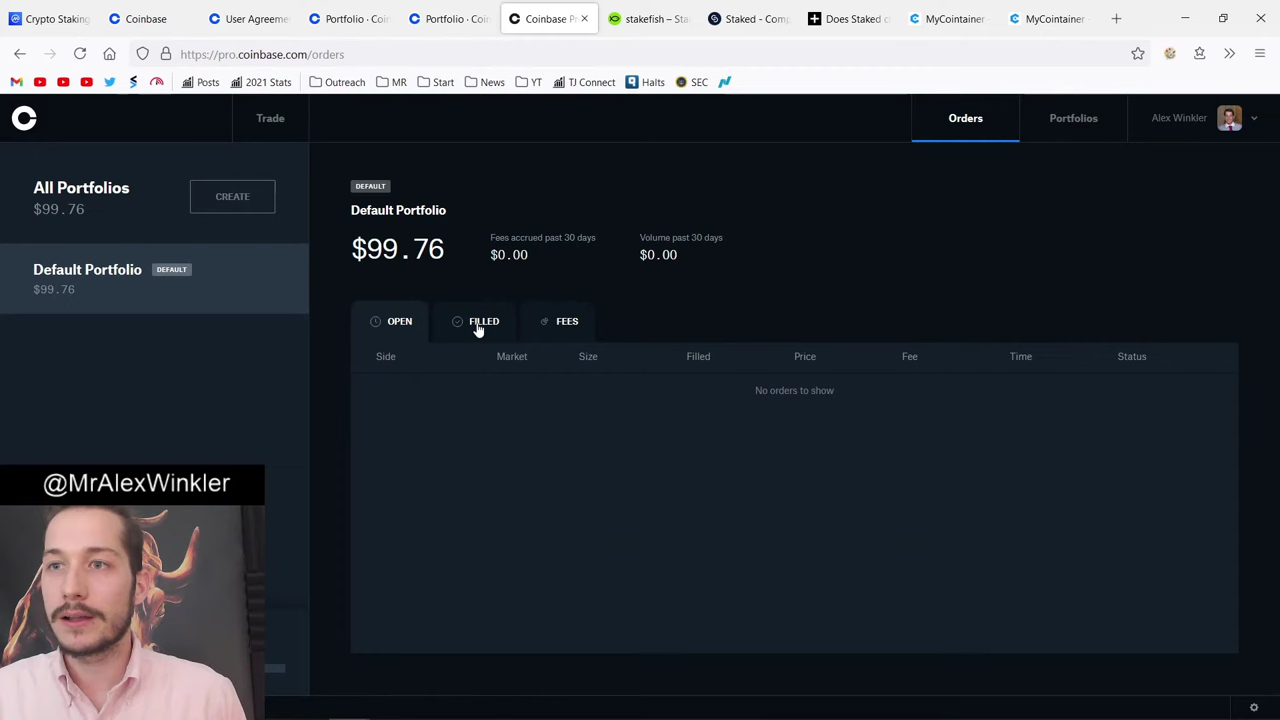 Crypto Staking
Coinbase
User Agreeme
Portfolio · Coin
Portfolio · Coin
Coinbase P
stakefish – Sta
Staked - Comp
Does Staked c
MyCointainer
MyCointainer
https://pro.coinbase.com/orders
Posts
2021 Stats
Outreach
MR
Start
News
YT
TJ Connect
Halts
SEC
Trade
Orders
Portfolios
Alex Winkler
All Portfolios
$99.76
CREATE
Default Portfolio DEFAULT
$99.76
DEFAULT
Default Portfolio
$99.76
Fees accrued past 30 days
$0.00
Volume past 30 days
$0.00
OPEN
FILLED
FEES
Side Market Size Filled Price Fee Time Status
No orders to show
@MrAlexWinkler